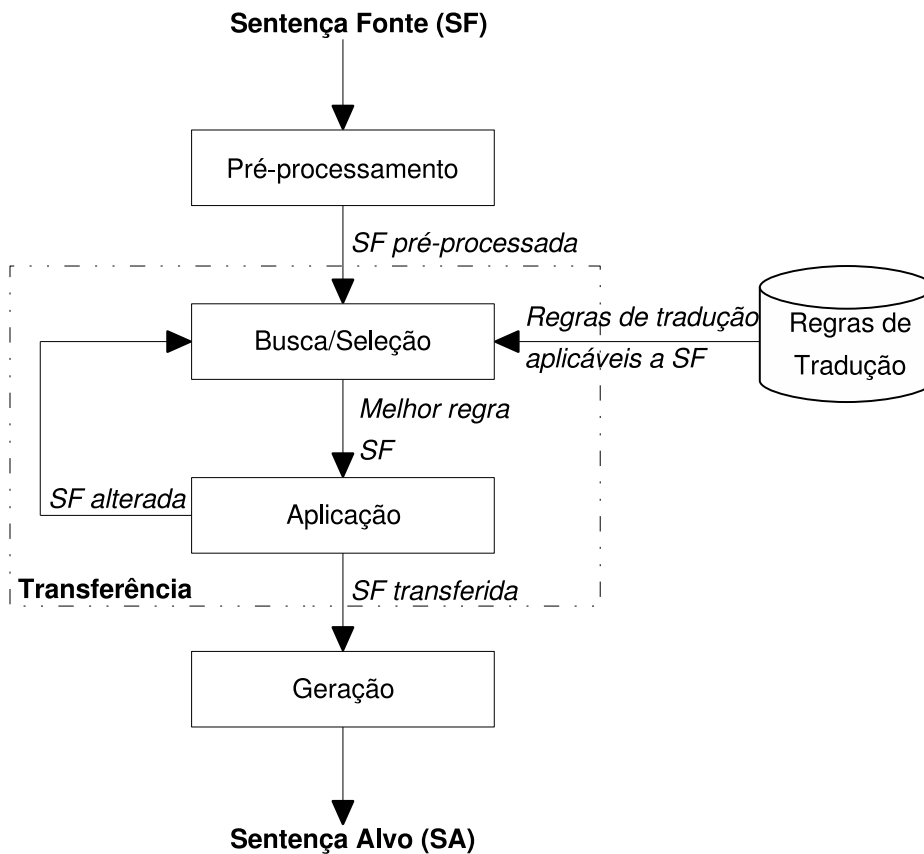 Sentença Fonte (SF)
Pré-processamento
SF pré-processada
Busca/Seleção
Regras de tradução
aplicáveis a SF
Regras de
Tradução
Melhor regra
SF
SF alterada
Aplicação
Transferência
SF transferida
Geração
Sentença Alvo (SA)